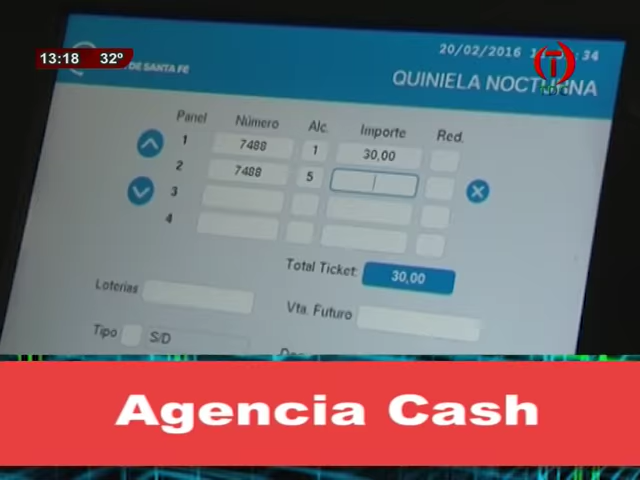 13:18 32º
20/02/2016
DE SANTA FE
QUINIELA NOCTURNA
TDC
Panel Número Alc. Importe Red.
1 7488 1 30,00
2 7488 5
3
4
Total Ticket: 30,00
Loterías
Vta. Futuro
Tipo S/D
Agencia Cash